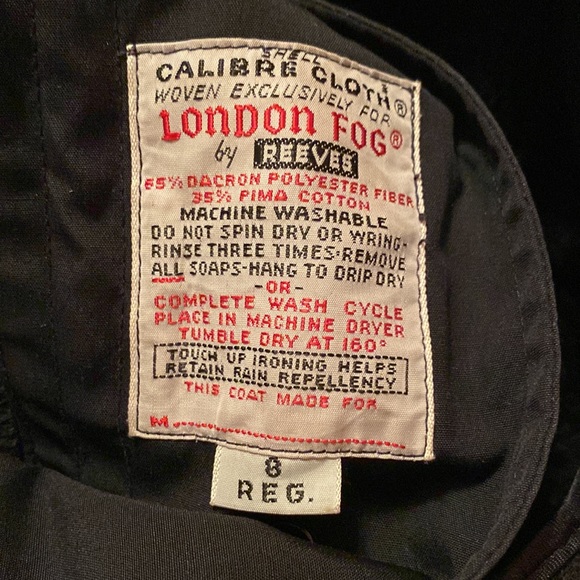 SHELL
CALIBRE CLOTH®
WOVEN EXCLUSIVELY FOR
LONDON FOG®
by REEVES
65% DACRON POLYESTER FIBER
35% PIMA COTTON
MACHINE WASHABLE
DO NOT SPIN DRY OR WRING-
RINSE THREE TIMES·REMOVE
ALL SOAPS-HANG TO DRIP DRY
-OR-
COMPLETE WASH CYCLE
PLACE IN MACHINE DRYER
TUMBLE DRY AT 160°
TOUCH UP IRONING HELPS
RETAIN RAIN REPELLENCY
THIS COAT MADE FOR
M
8
REG.